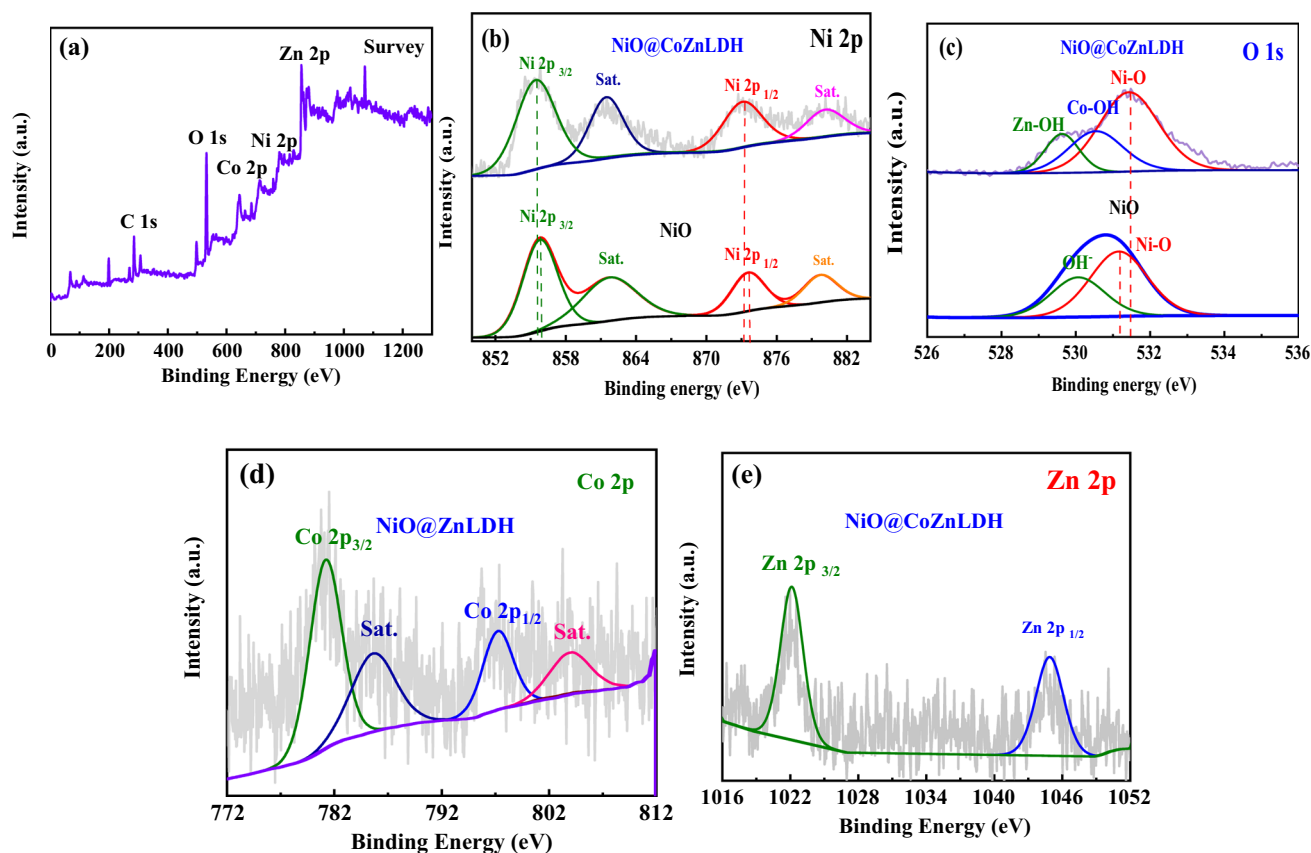 (a)
Survey
Zn 2p
O 1s
Ni 2p
Co 2p
C 1s
Intensity (a.u.)
0 200 400 600 800 1000 1200
Binding Energy (eV)
(b)
NiO@CoZnLDH
Ni 2p
Ni 2p 3/2
Sat.
Ni 2p 1/2
Sat.
Ni 2p 3/2
NiO
Sat.
Ni 2p 1/2
Sat.
Intensity (a.u.)
852 858 864 870 876 882
Binding energy (eV)
(c)
NiO@CoZnLDH
O 1s
Ni-O
Co-OH
Zn-OH
NiO
Ni-O
OH-
Intensity (a.u.)
526 528 530 532 534 536
Binding energy (eV)
(d)
Co 2p
NiO@ZnLDH
Co 2p3/2
Sat.
Co 2p1/2
Sat.
Intensity (a.u.)
772 782 792 802 812
Binding Energy (eV)
(e)
Zn 2p
NiO@CoZnLDH
Zn 2p 3/2
Zn 2p 1/2
Intensity (a.u.)
1016 1022 1028 1034 1040 1046 1052
Binding Energy (eV)